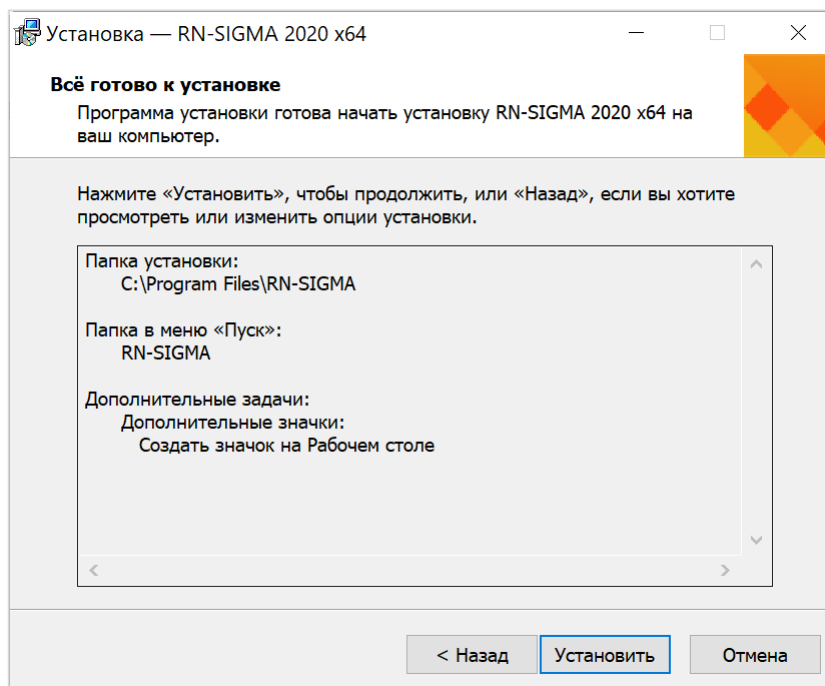 Установка — RN-SIGMA 2020 x64
Всё готово к установке
Программа установки готова начать установку RN-SIGMA 2020 x64 на
ваш компьютер.
Нажмите «Установить», чтобы продолжить, или «Назад», если вы хотите
просмотреть или изменить опции установки.
Папка установки:
C:\Program Files\RN-SIGMA
Папка в меню «Пуск»:
RN-SIGMA
Дополнительные задачи:
Дополнительные значки:
Создать значок на Рабочем столе
< Назад
Установить
Отмена